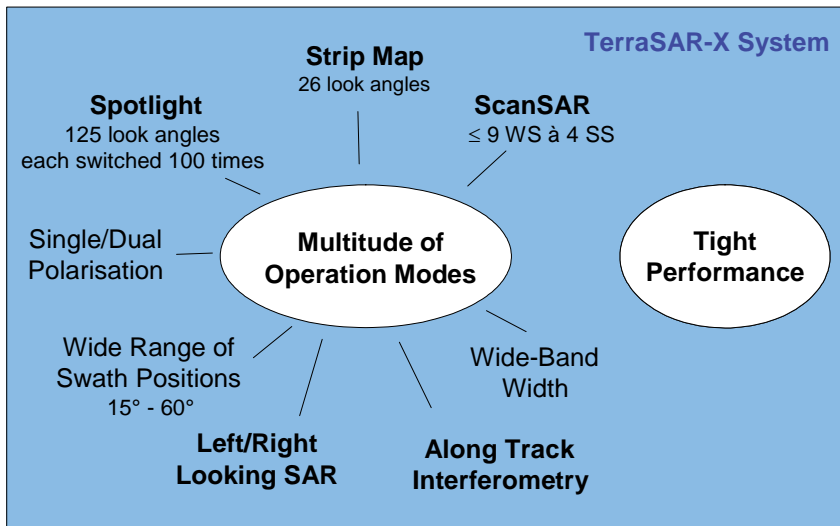 TerraSAR-X System
Strip Map
26 look angles
Spotlight
125 look angles
each switched 100 times
ScanSAR
≤ 9 WS à 4 SS
Single/Dual
Polarisation
Multitude of
Operation Modes
Tight
Performance
Wide Range of
Swath Positions
15° - 60°
Wide-Band
Width
Left/Right
Looking SAR
Along Track
Interferometry